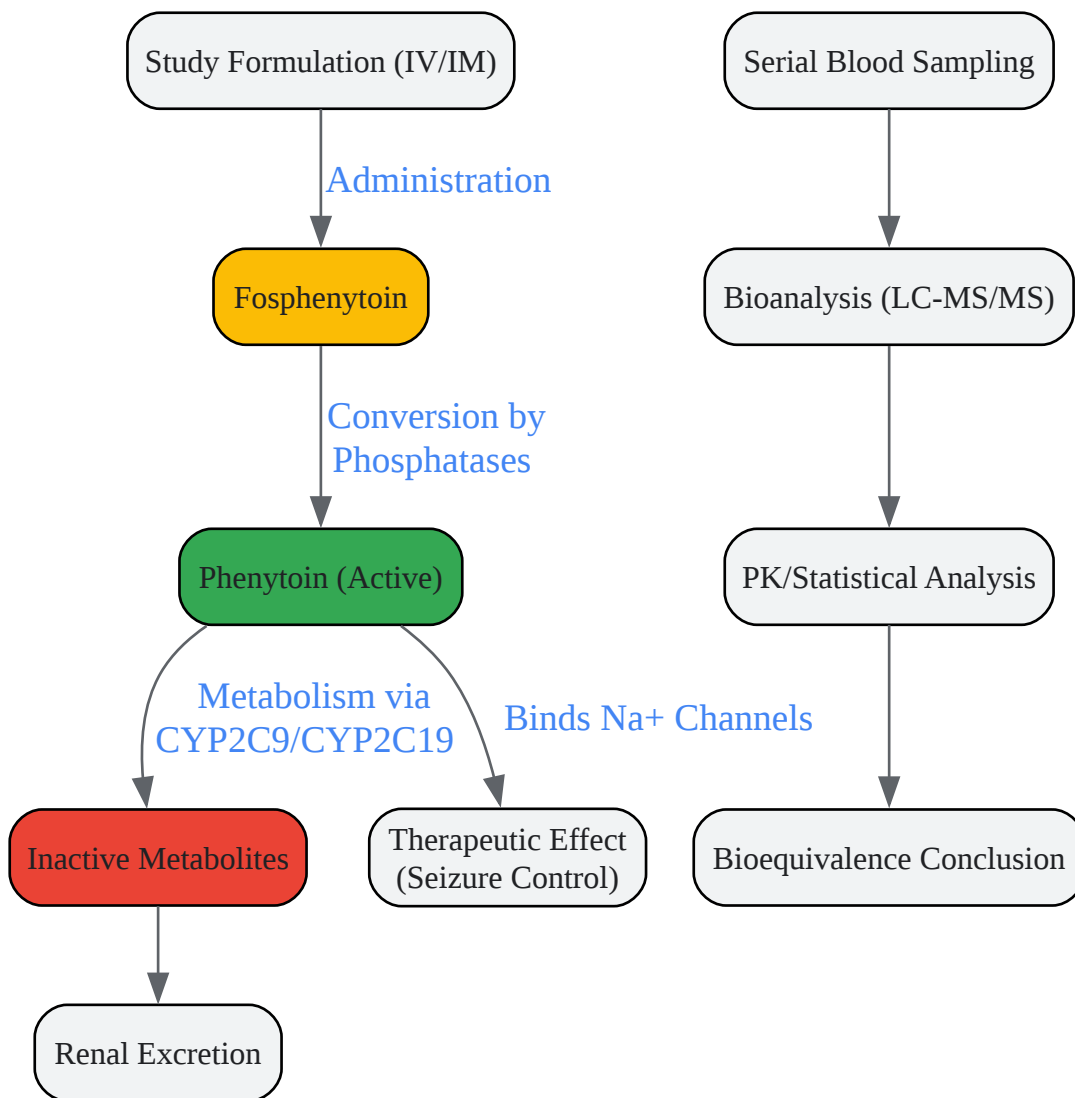 Study Formulation (IV/IM)
Serial Blood Sampling
Administration
Fosphenytoin
Bioanalysis (LC-MS/MS)
Conversion by
Phosphatases
Phenytoin (Active)
PK/Statistical Analysis
Metabolism via
CYP2C9/CYP2C19
Binds Na+ Channels
Inactive Metabolites
Therapeutic Effect
(Seizure Control)
Bioequivalence Conclusion
Renal Excretion